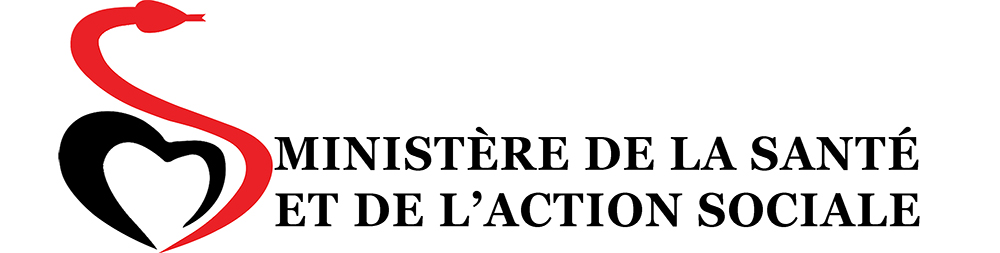 MINISTÈRE DE LA SANTÉ
ET DE L’ACTION SOCIALE